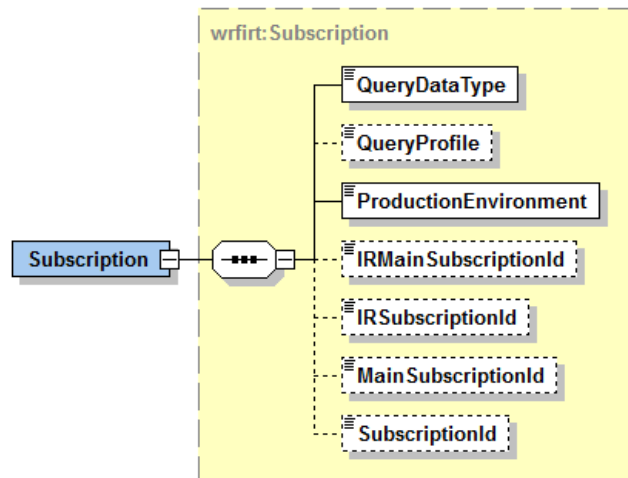 wrfirt:Subscription
QueryDataType
QueryProfile
ProductionEnvironment
Subscription
IRMainSubscriptionId
IRSubscriptionId
MainSubscriptionId
SubscriptionId